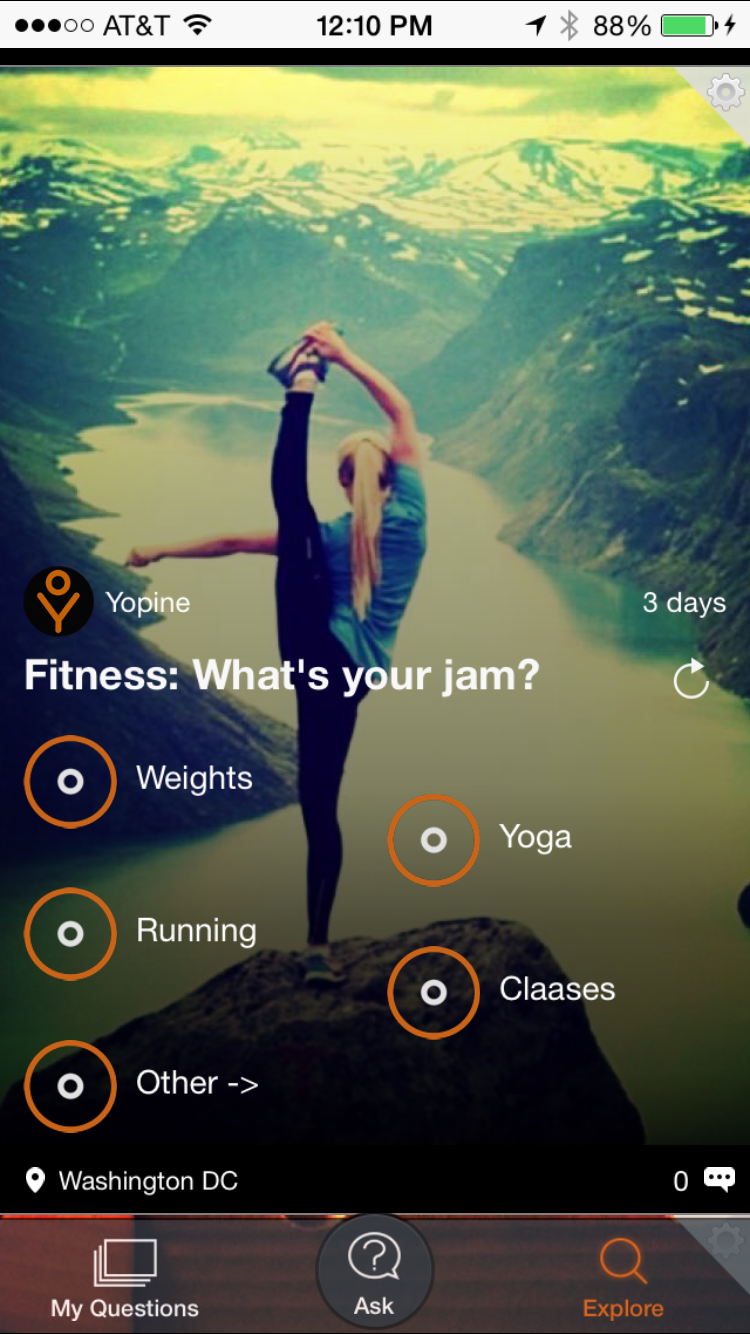 AT&T 12:10 PM 88%
Yopine 3 days
Fitness: What's your jam?
Weights
Yoga
Running
Claases
Other ->
Washington DC 0
My Questions Ask Explore